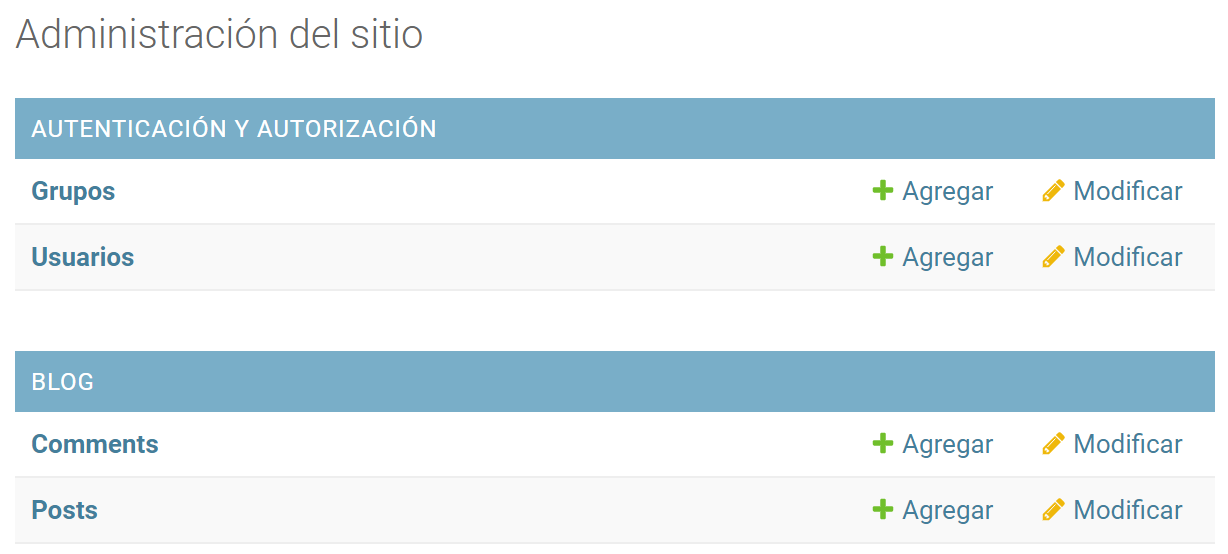 Administración del sitio
AUTENTICACIÓN Y AUTORIZACIÓN
Grupos Agregar Modificar
Usuarios Agregar Modificar
BLOG
Comments Agregar Modificar
Posts Agregar Modificar